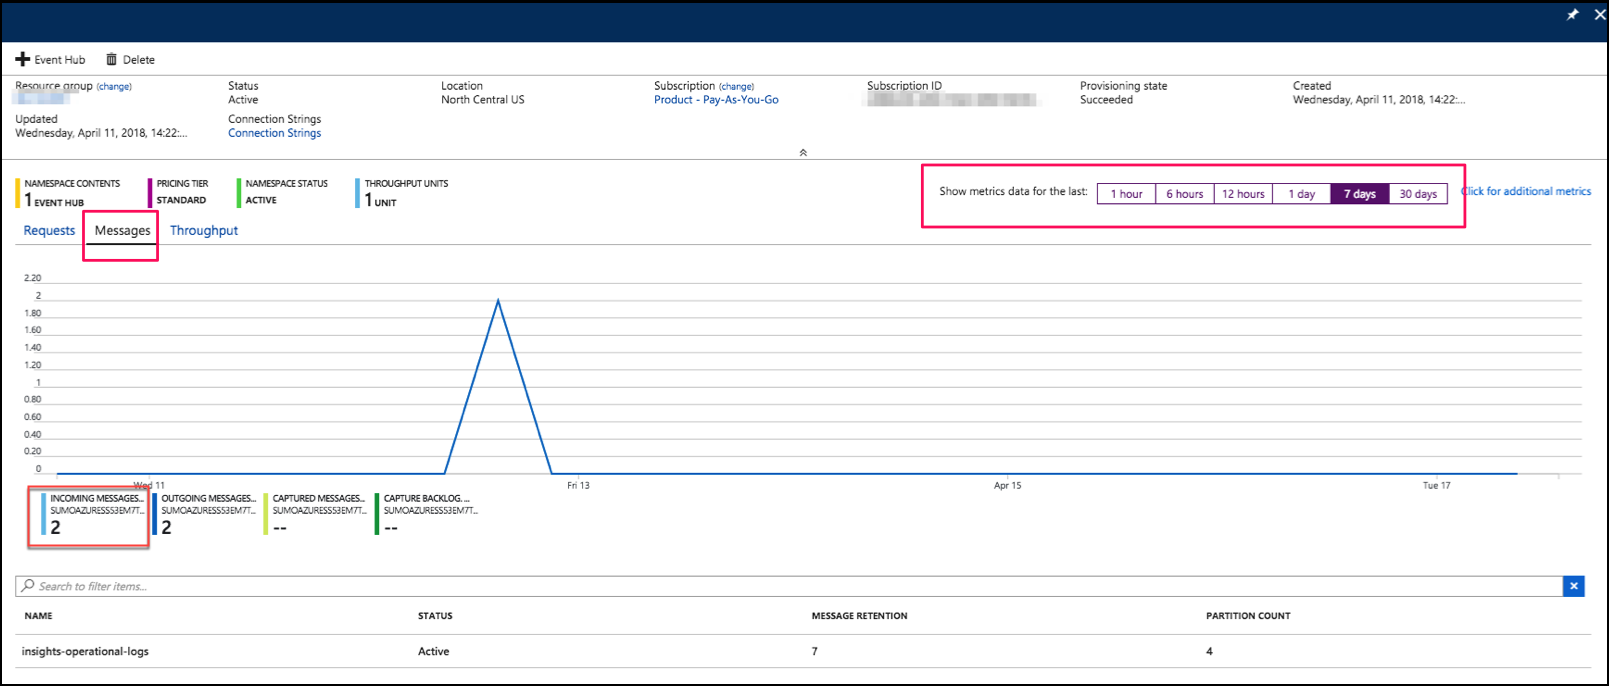 Event Hub Delete
Resource group (change) Status Location Subscription (change) Subscription ID Provisioning state Created
Active North Central US Product - Pay-As-You-Go Succeeded Wednesday, April 11, 2018, 14:22:...
Updated Connection Strings
Wednesday, April 11, 2018, 14:22:... Connection Strings
NAMESPACE CONTENTS PRICING TIER NAMESPACE STATUS THROUGHPUT UNITS
1 EVENT HUB STANDARD ACTIVE 1 UNIT
Show metrics data for the last: 1 hour 6 hours 12 hours 1 day 7 days 30 days Click for additional metrics
Requests Messages Throughput
2.20
2
1.80
1.60
1.40
1.20
1
0.80
0.60
0.40
0.20
0
Wed 11 Fri 13 Apr 15 Tue 17
INCOMING MESSAGES... OUTGOING MESSAGES... CAPTURED MESSAGES... CAPTURE BACKLOG. ...
SUMOAZURESS53EM7T... SUMOAZURESS53EM7T... SUMOAZURESS53EM7T... SUMOAZURESS53EM7T...
2 2 -- --
Search to filter items...
NAME STATUS MESSAGE RETENTION PARTITION COUNT
insights-operational-logs Active 7 4